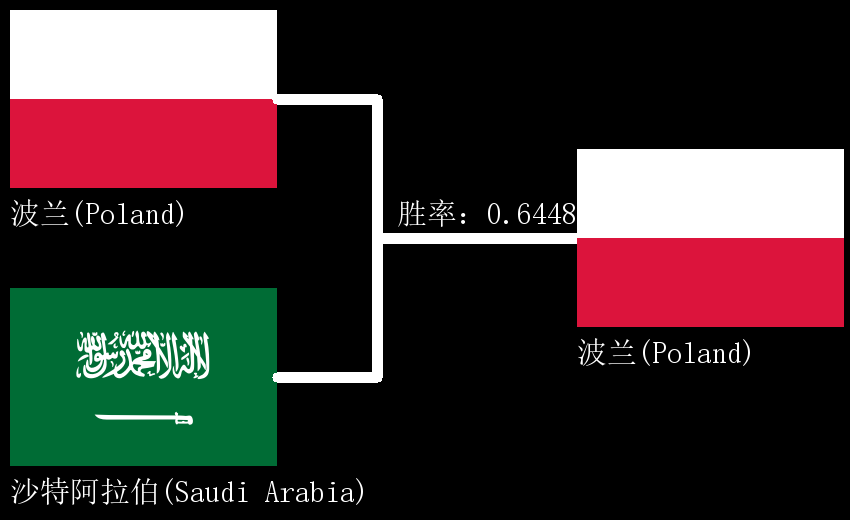 波兰(Poland)
胜率: 0.6448
波兰(Poland)
لا إله إلا الله محمد رسول الله
沙特阿拉伯(Saudi Arabia)